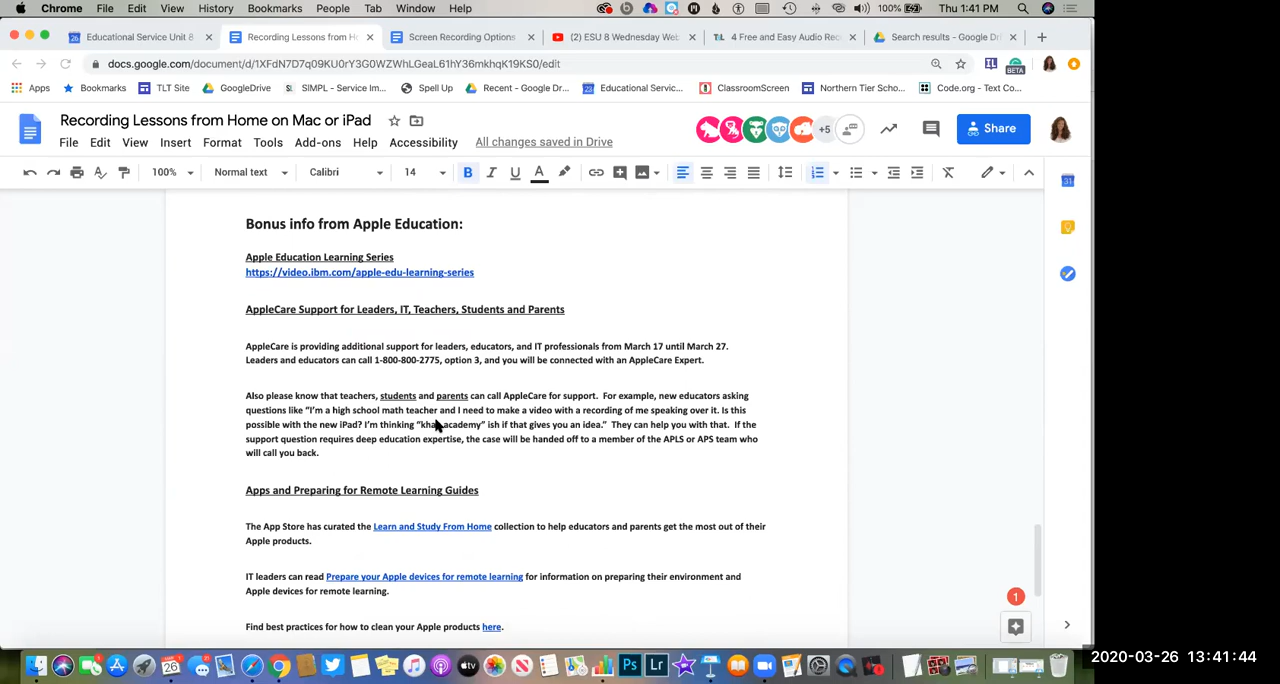 Chrome File Edit View History Bookmarks People Tab Window Help 100% Thu 1:41 PM
Educational Service Unit 8 Recording Lessons from H Screen Recording Options (2) ESU 8 Wednesday Web 4 Free and Easy Audio Rec Search results - Google Dri
docs.google.com/document/d/1XFdN7D7q09KU0rY3G0WZWhLGeaL61hY36mkhqK19KS0/edit BETA
Apps Bookmarks TLT Site GoogleDrive SIMPL - Service Im... Spell Up Recent - Google Dr... Educational Servic... ClassroomScreen Northern Tier Scho... Code.org - Text Co...
Recording Lessons from Home on Mac or iPad
+5 Share
File Edit View Insert Format Tools Add-ons Help Accessibility All changes saved in Drive
100% Normal text Calibri 14 B I U A
Bonus info from Apple Education:
Apple Education Learning Series
https://video.ibm.com/apple-edu-learning-series
AppleCare Support for Leaders, IT, Teachers, Students and Parents
AppleCare is providing additional support for leaders, educators, and IT professionals from March 17 until March 27.
Leaders and educators can call 1-800-800-2775, option 3, and you will be connected with an AppleCare Expert.
Also please know that teachers, students and parents can call AppleCare for support. For example, new educators asking
questions like "I'm a high school math teacher and I need to make a video with a recording of me speaking over it. Is this
possible with the new iPad? I'm thinking "khan academy" ish if that gives you an idea." They can help you with that. If the
support question requires deep education expertise, the case will be handed off to a member of the APLS or APS team who
will call you back.
Apps and Preparing for Remote Learning Guides
The App Store has curated the Learn and Study From Home collection to help educators and parents get the most out of their
Apple products.
IT leaders can read Prepare your Apple devices for remote learning for information on preparing their environment and
Apple devices for remote learning.
1
Find best practices for how to clean your Apple products here.
26 tv Ps Lr
2020-03-26 13:41:44